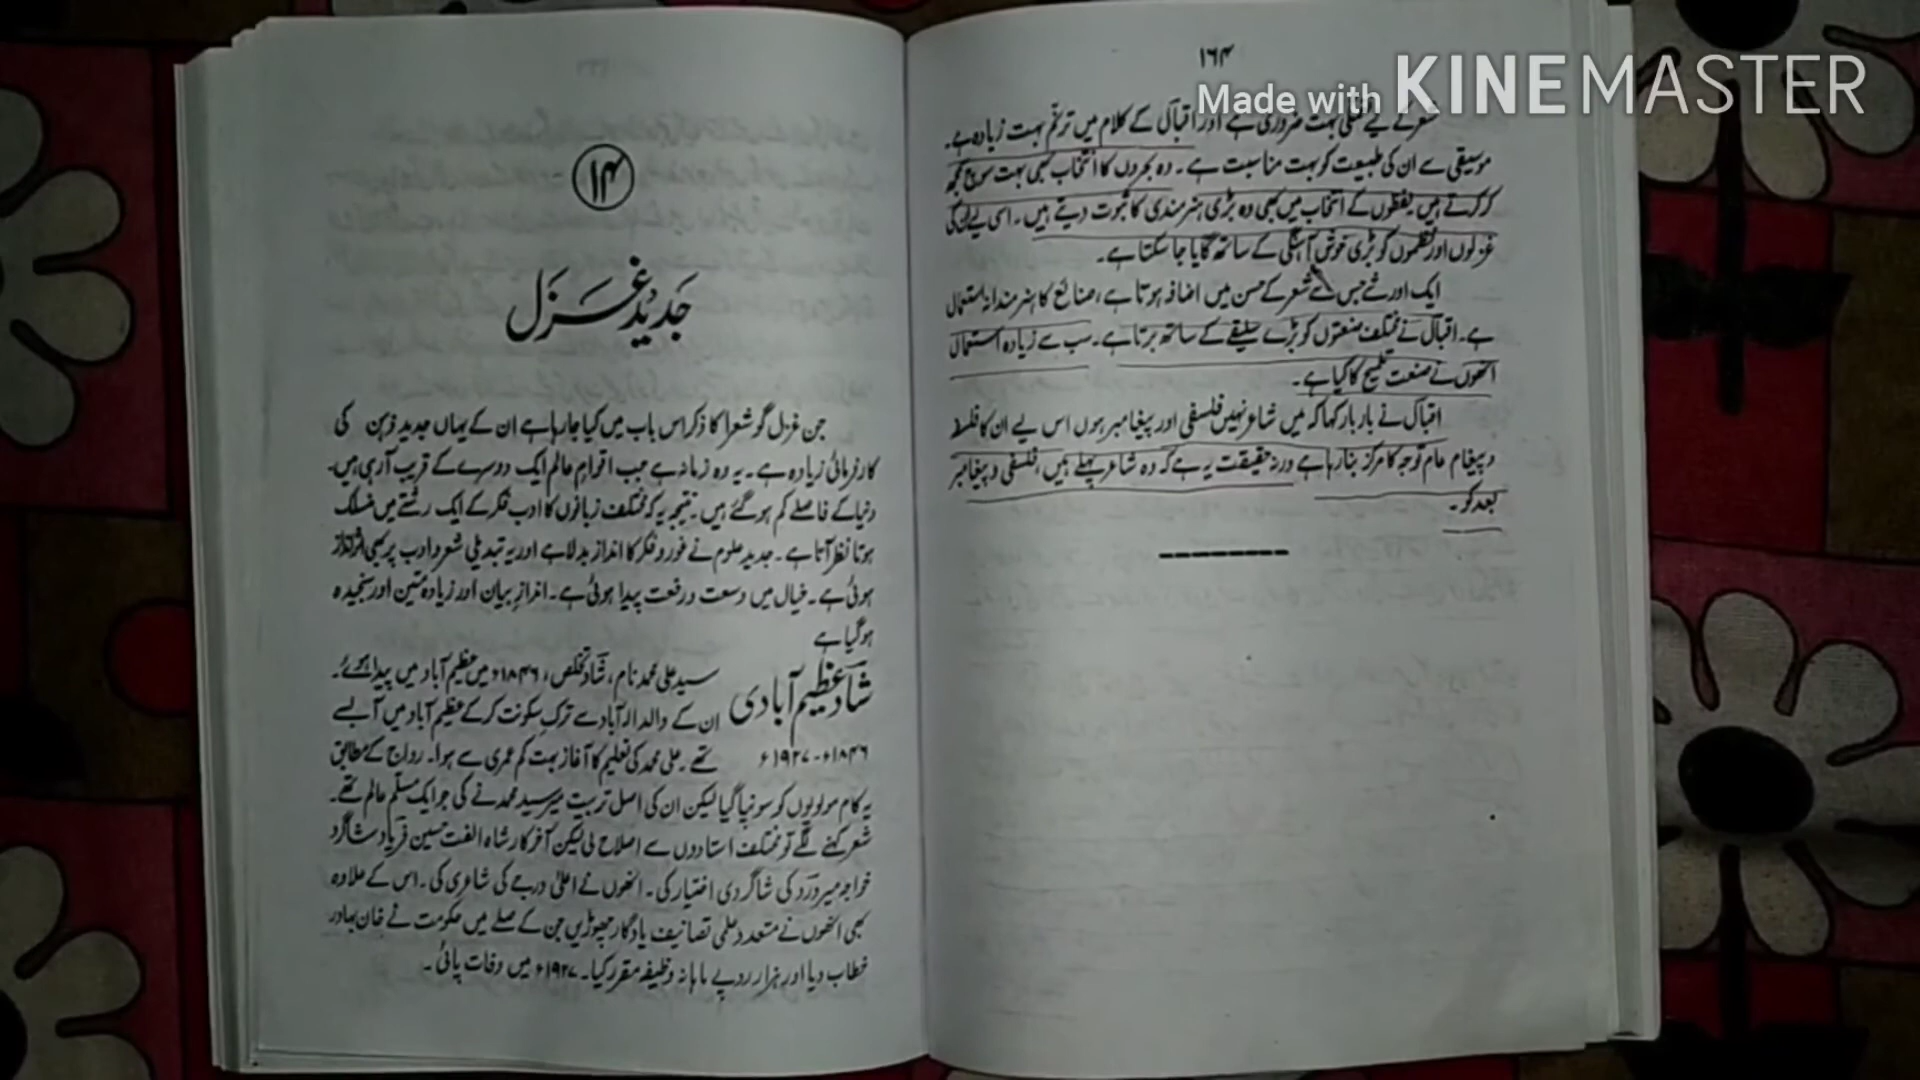 ۱۶۴
Made with KINEMASTER
شعر کے لیے نغمگی بہت ضروری ہے اور اقبال کے کلام میں ترنم بہت زیادہ ہے۔
موسیقی سے ان کی طبیعت کو بہت مناسبت ہے۔ وہ بحروں کا انتخاب بھی بہت سوچ سمجھ
کر کرتے ہیں لفظوں کے انتخاب میں بھی وہ بڑی ہنرمندی کا ثبوت دیتے ہیں۔ اسی لیے ان کی
غزلوں اور نظموں کو بڑی خوش آہنگی کے ساتھ گایا جا سکتا ہے۔
ایک اور شے جس سے شعر کے حسن میں اضافہ ہوتا ہے، صنائع کا ہنرمندانہ استعمال
ہے۔ اقبال نے مختلف صنعتوں کو بڑے سلیقے کے ساتھ برتا ہے۔ سب سے زیادہ استعمال
انھوں نے صنعت تلمیح کا کیا ہے۔
اقبال نے بار بار کہا کہ میں شاعر نہیں فلسفی اور پیغامبر ہوں اس لیے ان کا فلسفہ
و پیغام عام توجہ کا مرکز بنا رہا ہے ورنہ حقیقت یہ ہے کہ وہ شاعر پہلے ہیں، فلسفی و پیغامبر
بعد کو۔
۱۴
جدید غزل
جن غزل گو شعرا کا ذکر اس باب میں کیا جا رہا ہے ان کے یہاں جدید ذہن کی
کارفرمائی زیادہ ہے۔ یہ وہ زمانہ ہے جب اقوام عالم ایک دوسرے کے قریب آ رہی ہیں۔
دنیا کے فاصلے کم ہو گئے ہیں۔ نتیجہ یہ کہ مختلف زبانوں کا ادب فکر کے ایک رشتے میں منسلک
ہوتا نظر آتا ہے۔ جدید علوم نے غور و فکر کا انداز بدلا ہے اور یہ تبدیلی شعر و ادب پر بھی اثرانداز
ہوئی ہے۔ خیال میں وسعت و رفعت پیدا ہوئی ہے۔ انداز بیان اور زیادہ متین اور سنجیدہ
ہو گیا ہے
شاد عظیم آبادی
۱۸۴۶ء - ۱۹۲۷ء
سید علی محمد نام، شاد تخلص، ۱۸۴۶ء میں عظیم آباد میں پیدا ہوئے۔
ان کے والد الہ آباد سے ترک سکونت کر کے عظیم آباد میں آ بسے
تھے۔ علی محمد کی تعلیم کا آغاز بہت کم عمری سے ہوا۔ رواج کے مطابق
یہ کام مولویوں کو سونپا گیا لیکن ان کی اصل تربیت میر سید محمد نے کی جو ایک مسلم عالم تھے۔
شعر کہنے لگے تو مختلف استادوں سے اصلاح لی لیکن آخرکار شاہ الفت حسین فریاد شاگرد
خواجہ میر درد کی شاگردی اختیار کی۔ انھوں نے اعلیٰ درجے کی شاعری کی۔ اس کے علاوہ
بھی انھوں نے متعدد علمی تصانیف یادگار چھوڑیں جن کے صلے میں حکومت نے خان بہادر
خطاب دیا اور ہزار روپے ماہانہ وظیفہ مقرر کیا۔ ۱۹۲۷ء میں وفات پائی۔